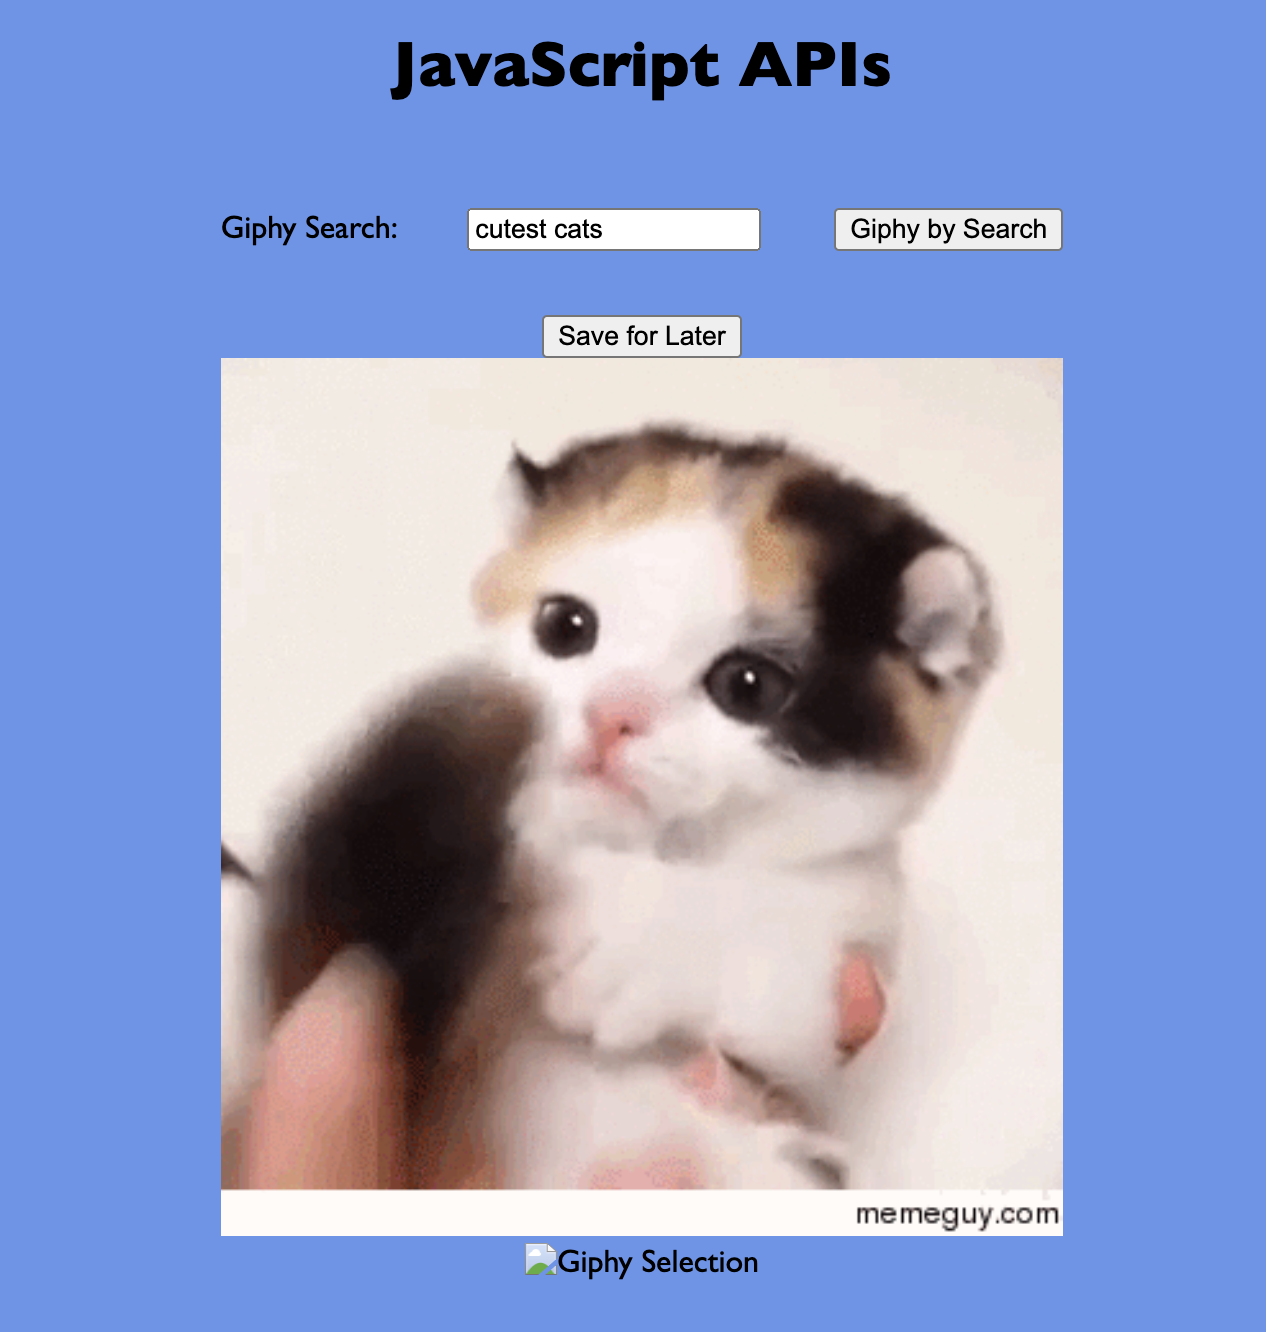 JavaScript APIs
Giphy Search: cutest cats Giphy by Search
Save for Later
memeguy.com
Giphy Selection